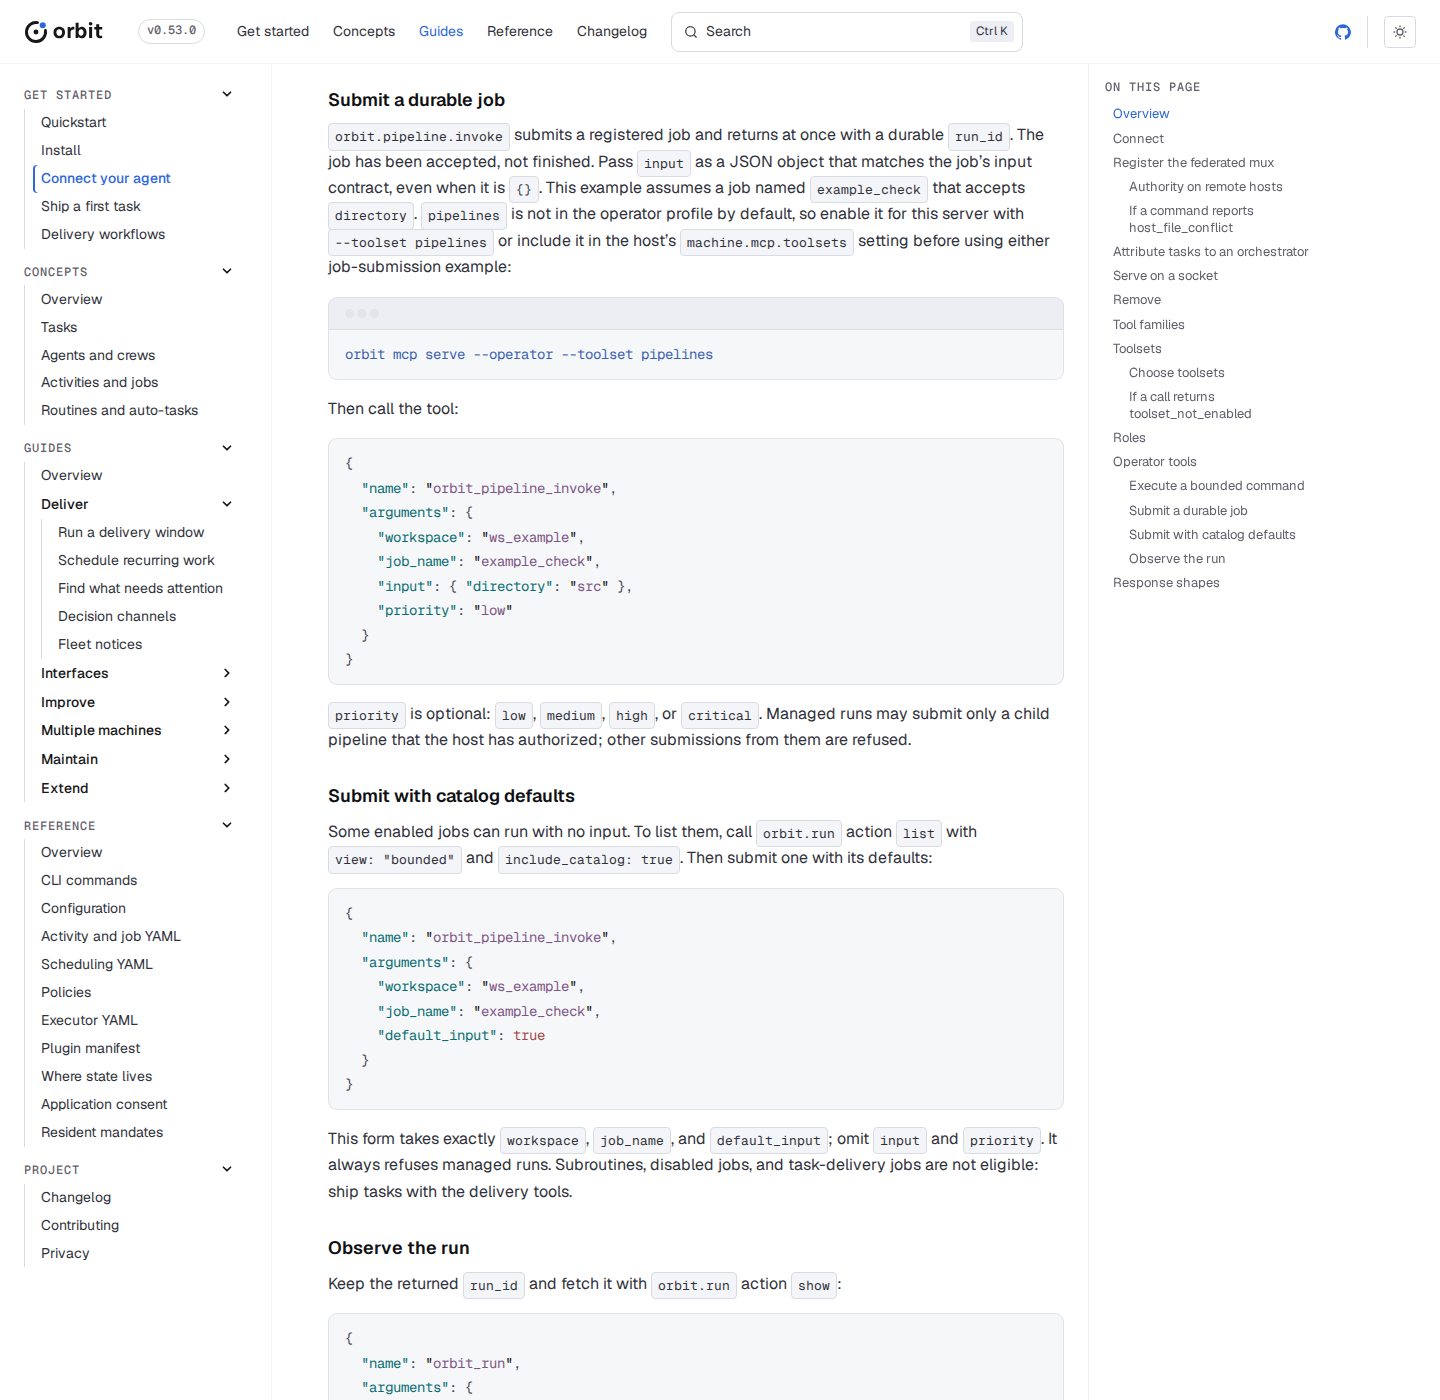 orbit
v0.53.0
Get started
Concepts
Guides
Reference
Changelog
Search
Ctrl K
GET STARTED
Quickstart
Install
Connect your agent
Ship a first task
Delivery workflows
CONCEPTS
Overview
Tasks
Agents and crews
Activities and jobs
Routines and auto-tasks
GUIDES
Overview
Deliver
Run a delivery window
Schedule recurring work
Find what needs attention
Decision channels
Fleet notices
Interfaces
Improve
Multiple machines
Maintain
Extend
REFERENCE
Overview
CLI commands
Configuration
Activity and job YAML
Scheduling YAML
Policies
Executor YAML
Plugin manifest
Where state lives
Application consent
Resident mandates
PROJECT
Changelog
Contributing
Privacy
Submit a durable job
orbit.pipeline.invoke submits a registered job and returns at once with a durable run_id. The
job has been accepted, not finished. Pass input as a JSON object that matches the job’s input
contract, even when it is {}. This example assumes a job named example_check that accepts
directory. pipelines is not in the operator profile by default, so enable it for this server with
--toolset pipelines or include it in the host’s machine.mcp.toolsets setting before using either
job-submission example:
orbit mcp serve --operator --toolset pipelines
Then call the tool:
{
"name": "orbit_pipeline_invoke",
"arguments": {
"workspace": "ws_example",
"job_name": "example_check",
"input": { "directory": "src" },
"priority": "low"
}
}
priority is optional: low, medium, high, or critical. Managed runs may submit only a child
pipeline that the host has authorized; other submissions from them are refused.
Submit with catalog defaults
Some enabled jobs can run with no input. To list them, call orbit.run action list with
view: "bounded" and include_catalog: true. Then submit one with its defaults:
{
"name": "orbit_pipeline_invoke",
"arguments": {
"workspace": "ws_example",
"job_name": "example_check",
"default_input": true
}
}
This form takes exactly workspace, job_name, and default_input; omit input and priority. It
always refuses managed runs. Subroutines, disabled jobs, and task-delivery jobs are not eligible:
ship tasks with the delivery tools.
Observe the run
Keep the returned run_id and fetch it with orbit.run action show:
{
"name": "orbit_run",
"arguments": {
ON THIS PAGE
Overview
Connect
Register the federated mux
Authority on remote hosts
If a command reports
host_file_conflict
Attribute tasks to an orchestrator
Serve on a socket
Remove
Tool families
Toolsets
Choose toolsets
If a call returns
toolset_not_enabled
Roles
Operator tools
Execute a bounded command
Submit a durable job
Submit with catalog defaults
Observe the run
Response shapes